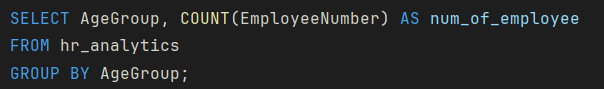 SELECT AgeGroup, COUNT(EmployeeNumber) AS num_of_employee
FROM hr_analytics
GROUP BY AgeGroup;